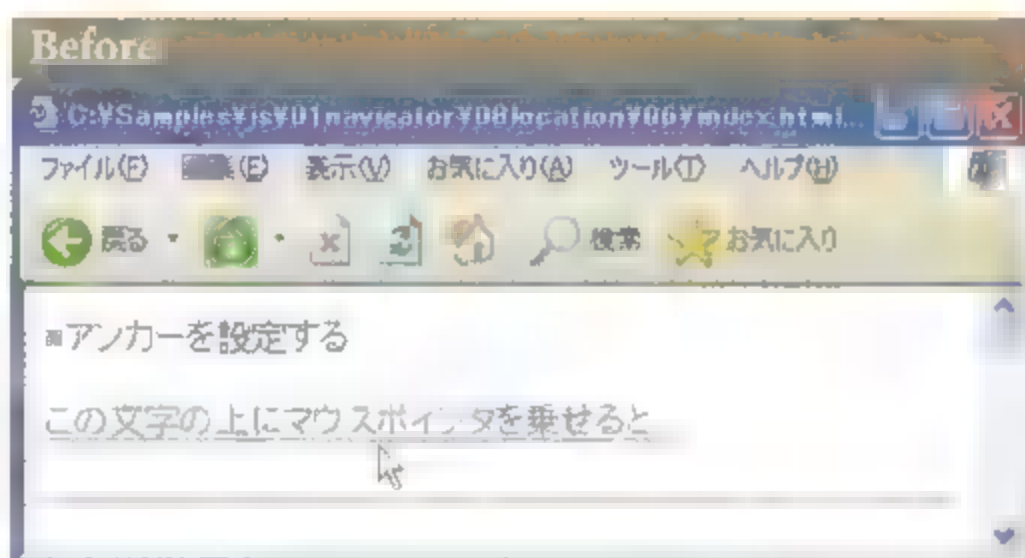 Before
C:¥Samples¥js¥01navigator¥08location¥06¥index.html...
ファイル(F) (E) 表示(V) お気に入り(A) ツール(T) ヘルプ(H)
戻る 検索 お気に入り
■アンカーを設定する
この文字の上にマウスポインタを乗せると